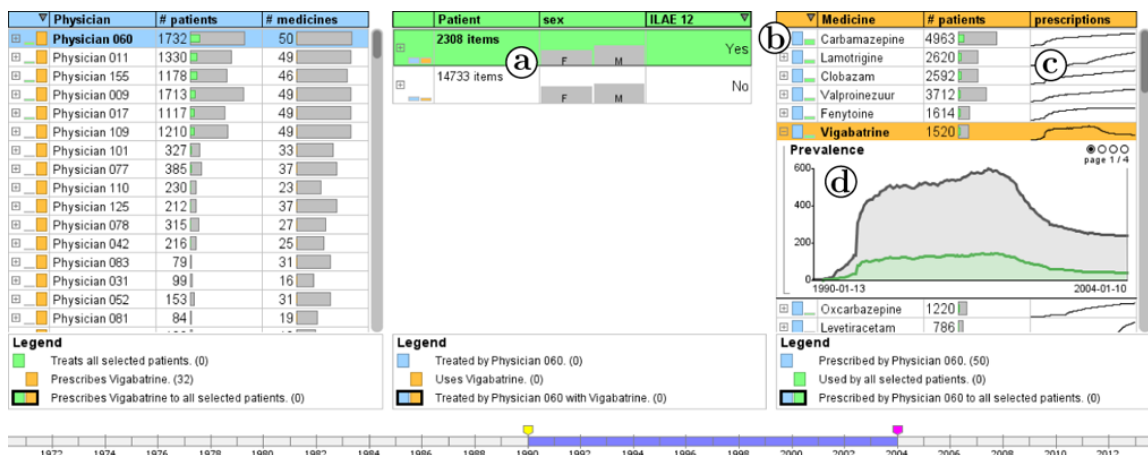 Physician # patients # medicines
Physician 060 1732 50
Physician 011 1330 49
Physician 155 1178 46
Physician 009 1713 49
Physician 017 1117 49
Physician 109 1210 49
Physician 101 327 33
Physician 077 385 37
Physician 110 230 23
Physician 125 212 37
Physician 078 315 27
Physician 042 216 25
Physician 083 79 31
Physician 031 99 16
Physician 052 153 31
Physician 081 84 19
Legend
Treats all selected patients. (0)
Prescribes Vigabatrine. (32)
Prescribes Vigabatrine to all selected patients. (0)
Patient sex ILAE 12
2308 items F M Yes
a
14733 items F M No
Legend
Treated by Physician 060. (0)
Uses Vigabatrine. (0)
Treated by Physician 060 with Vigabatrine. (0)
Medicine # patients prescriptions
b
Carbamazepine 4963
Lamotrigine 2620
c
Clobazam 2592
Valproinezuur 3712
Fenytoine 1614
Vigabatrine 1520
Prevalence
page 1 / 4
d
600
400
200
0
1990-01-13 2004-01-10
Oxcarbazepine 1220
Levetiracetam 786
Legend
Prescribed by Physician 060. (50)
Used by all selected patients. (0)
Prescribed by Physician 060 to all selected patients. (0)
1972 1974 1976 1978 1980 1982 1984 1986 1988 1990 1992 1994 1996 1998 2000 2002 2004 2006 2008 2010 2012